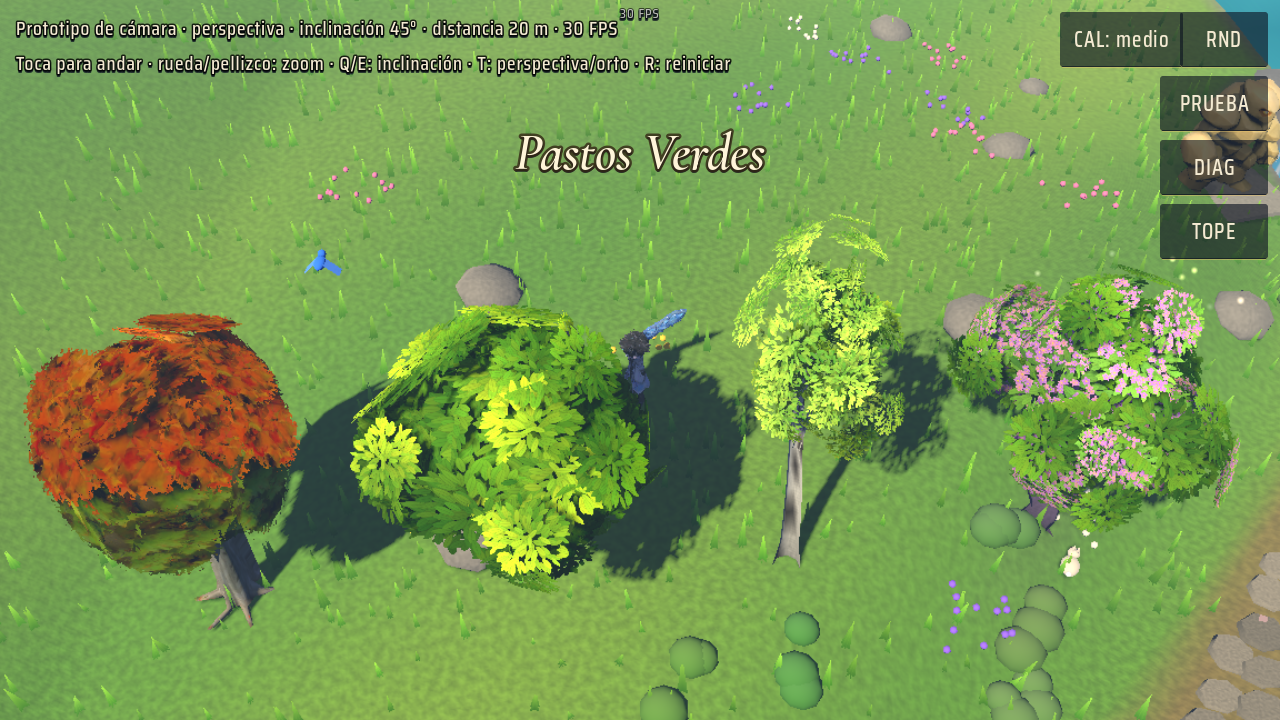 30 FPS
Prototipo de cámara · perspectiva · inclinación 45° · distancia 20 m · 30 FPS
Toca para andar · rueda/pellizco: zoom · Q/E: inclinación · T: perspectiva/orto · R: reiniciar
CAL: medio
RND
PRUEBA
DIAG
TOPE
Pastos Verdes